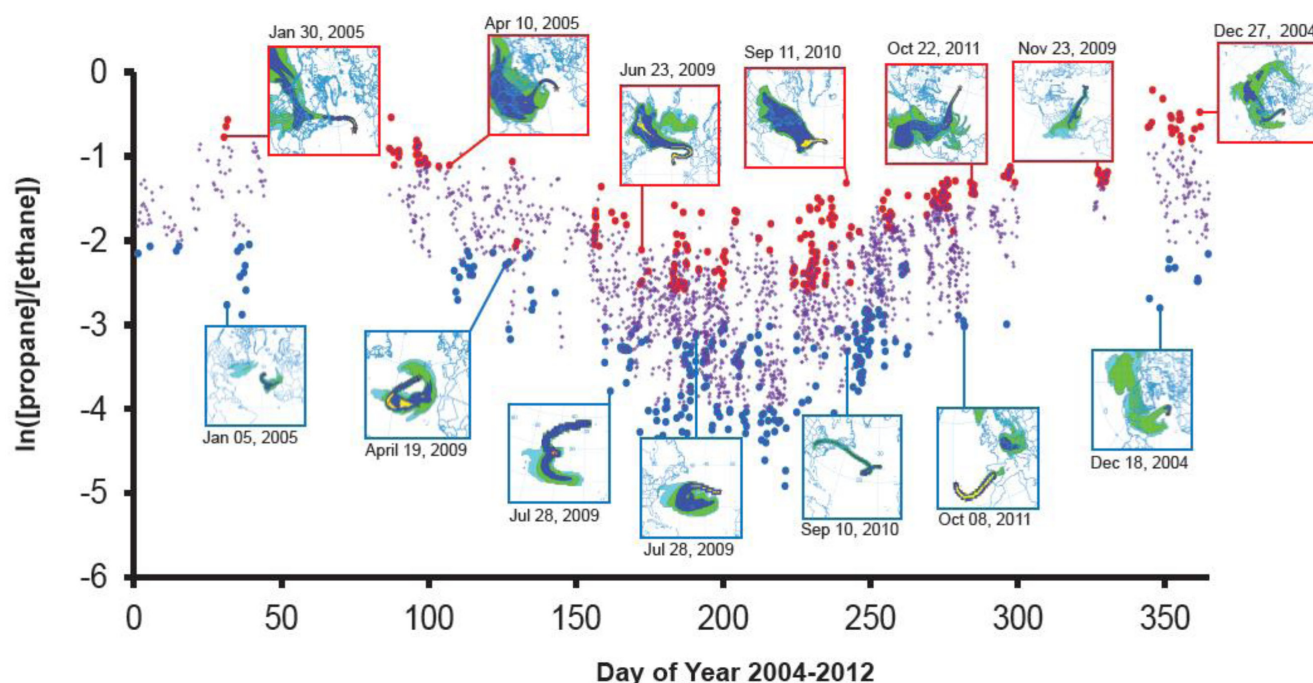 Jan 30, 2005
Apr 10, 2005
Jun 23, 2009
Sep 11, 2010
Oct 22, 2011
Nov 23, 2009
Dec 27, 2004
ln([propane]/[ethane])
0
-1
-2
-3
-4
-5
-6
Jan 05, 2005
April 19, 2009
Jul 28, 2009
Jul 28, 2009
Sep 10, 2010
Oct 08, 2011
Dec 18, 2004
0
50
100
150
200
250
300
350
Day of Year 2004-2012